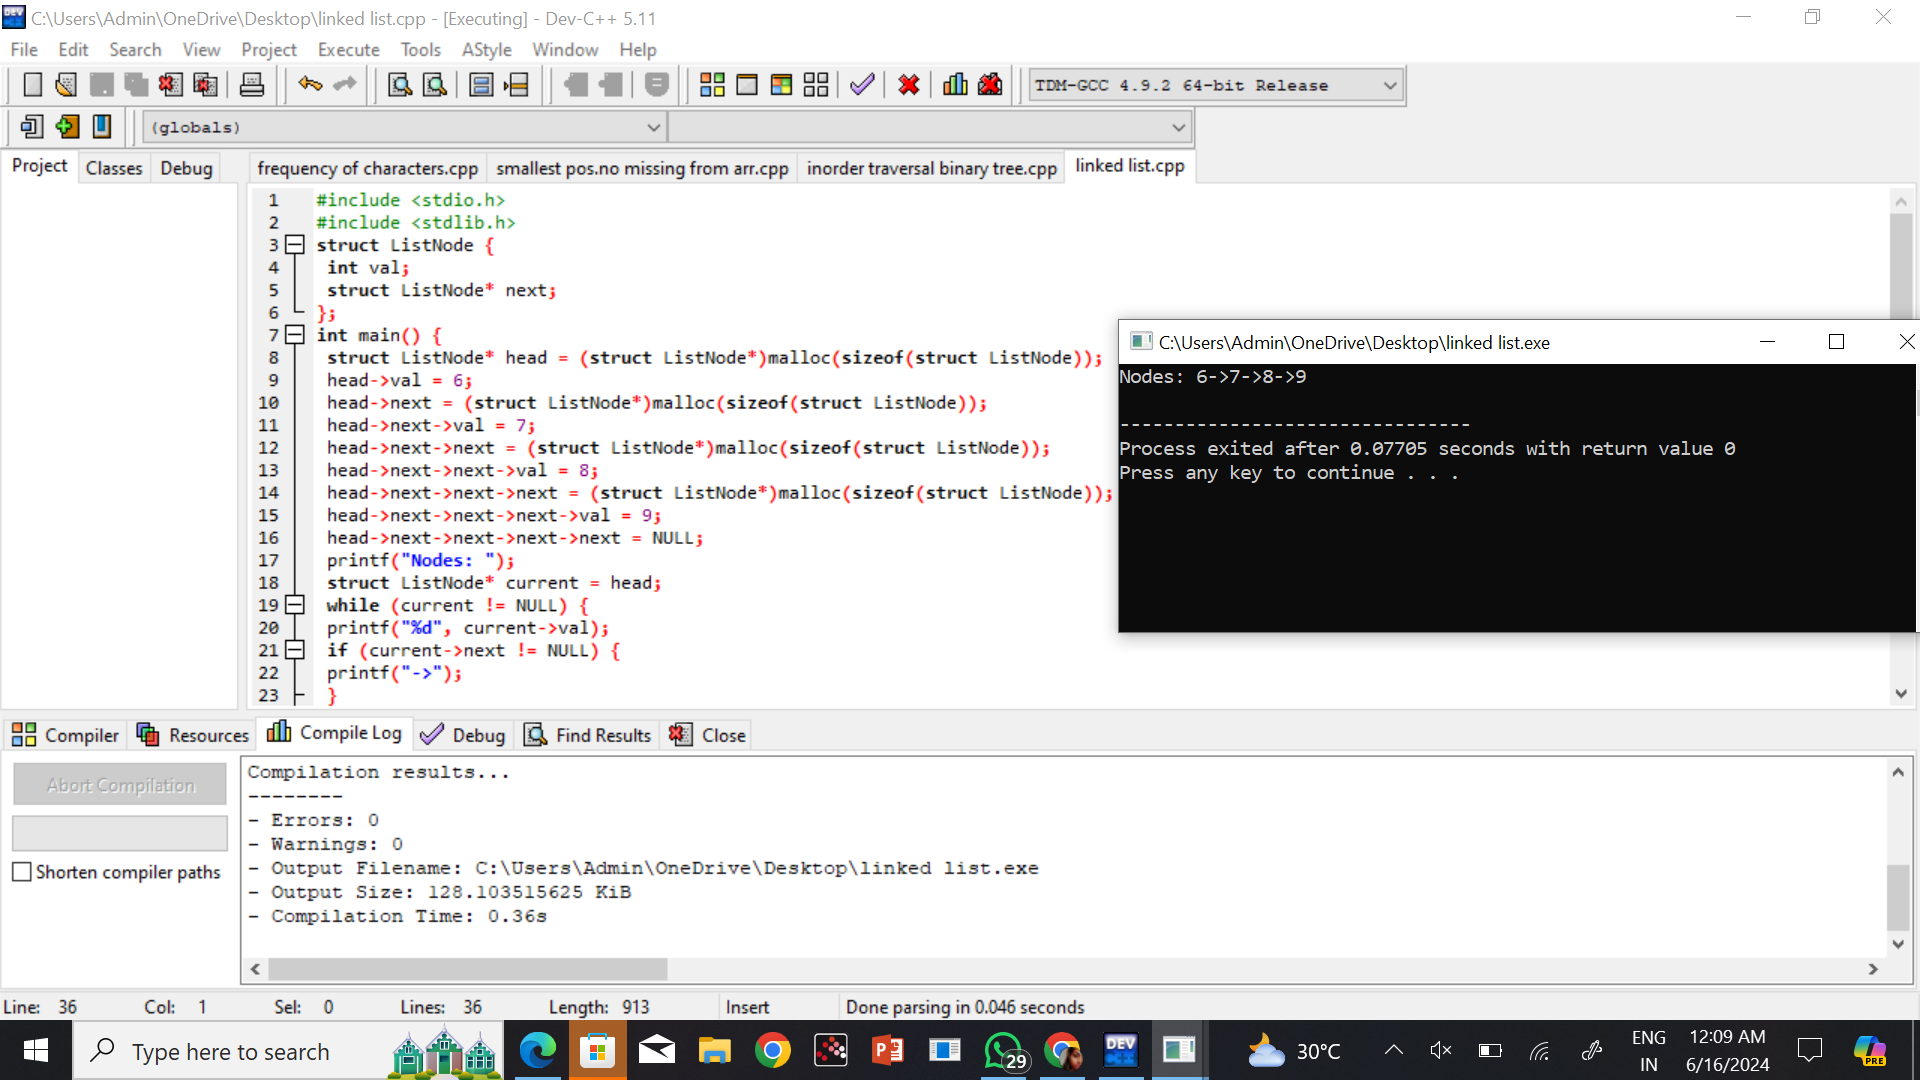 C:\Users\Admin\OneDrive\Desktop\linked list.cpp - [Executing] - Dev-C++ 5.11
File Edit Search View Project Execute Tools AStyle Window Help
TDM-GCC 4.9.2 64-bit Release
(globals)
Project Classes Debug
frequency of characters.cpp smallest pos.no missing from arr.cpp inorder traversal binary tree.cpp linked list.cpp
1 #include <stdio.h>
2 #include <stdlib.h>
3 struct ListNode {
4 int val;
5 struct ListNode* next;
6 };
7 int main() {
8 struct ListNode* head = (struct ListNode*)malloc(sizeof(struct ListNode));
9 head->val = 6;
10 head->next = (struct ListNode*)malloc(sizeof(struct ListNode));
11 head->next->val = 7;
12 head->next->next = (struct ListNode*)malloc(sizeof(struct ListNode));
13 head->next->next->val = 8;
14 head->next->next->next = (struct ListNode*)malloc(sizeof(struct ListNode));
15 head->next->next->next->val = 9;
16 head->next->next->next->next = NULL;
17 printf("Nodes: ");
18 struct ListNode* current = head;
19 while (current != NULL) {
20 printf("%d", current->val);
21 if (current->next != NULL) {
22 printf("->");
23 }
C:\Users\Admin\OneDrive\Desktop\linked list.exe
Nodes: 6->7->8->9
--------------------------------
Process exited after 0.07705 seconds with return value 0
Press any key to continue . . .
Compiler Resources Compile Log Debug Find Results Close
Abort Compilation
Shorten compiler paths
Compilation results...
--------
- Errors: 0
- Warnings: 0
- Output Filename: C:\Users\Admin\OneDrive\Desktop\linked list.exe
- Output Size: 128.103515625 KiB
- Compilation Time: 0.36s
Line: 36 Col: 1 Sel: 0 Lines: 36 Length: 913 Insert Done parsing in 0.046 seconds
Type here to search
29
DEV
30°C
ENG
IN
12:09 AM
6/16/2024
PRE